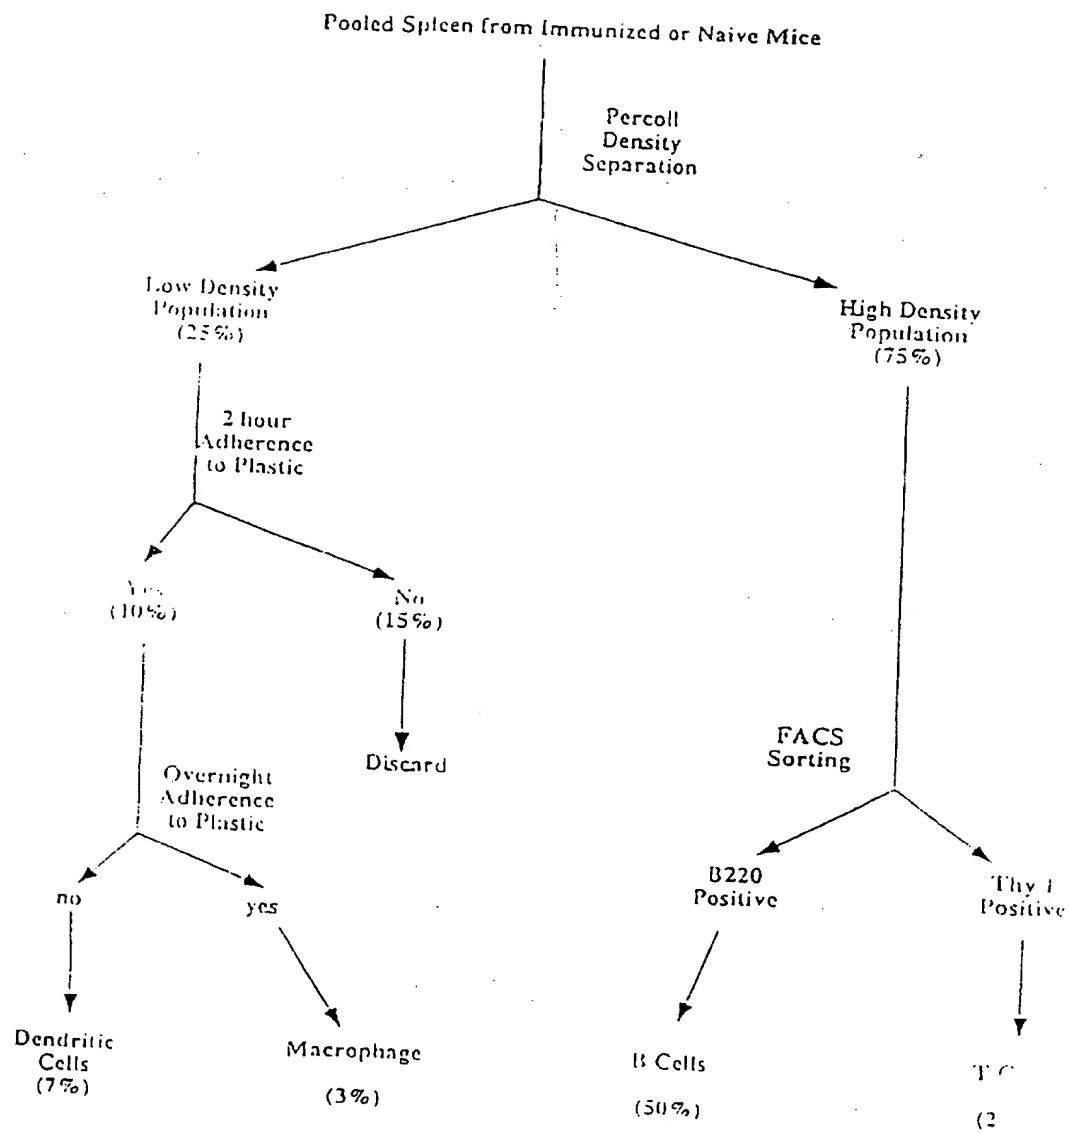 Pooled Spleen from Immunized or Naive Mice
Percoll
Density
Separation
Low Density
Population
(25%)
High Density
Population
(75%)
2 hour
Adherence
to Plastic
Yes
(10%)
No
(15%)
Discard
FACS
Sorting
Overnight
Adherence
to Plastic
no
yes
B220
Positive
Thy 1
Positive
Dendritic
Cells
(7%)
Macrophage
(3%)
B Cells
(50%)
T C
(2